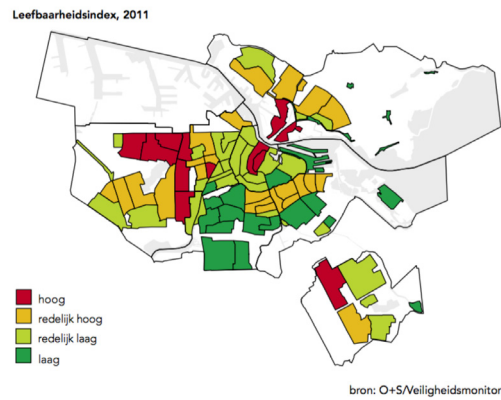 Leefbaarheidsindex, 2011
hoog
redelijk hoog
redelijk laag
laag
bron: O+S/Veiligheidsmonitor